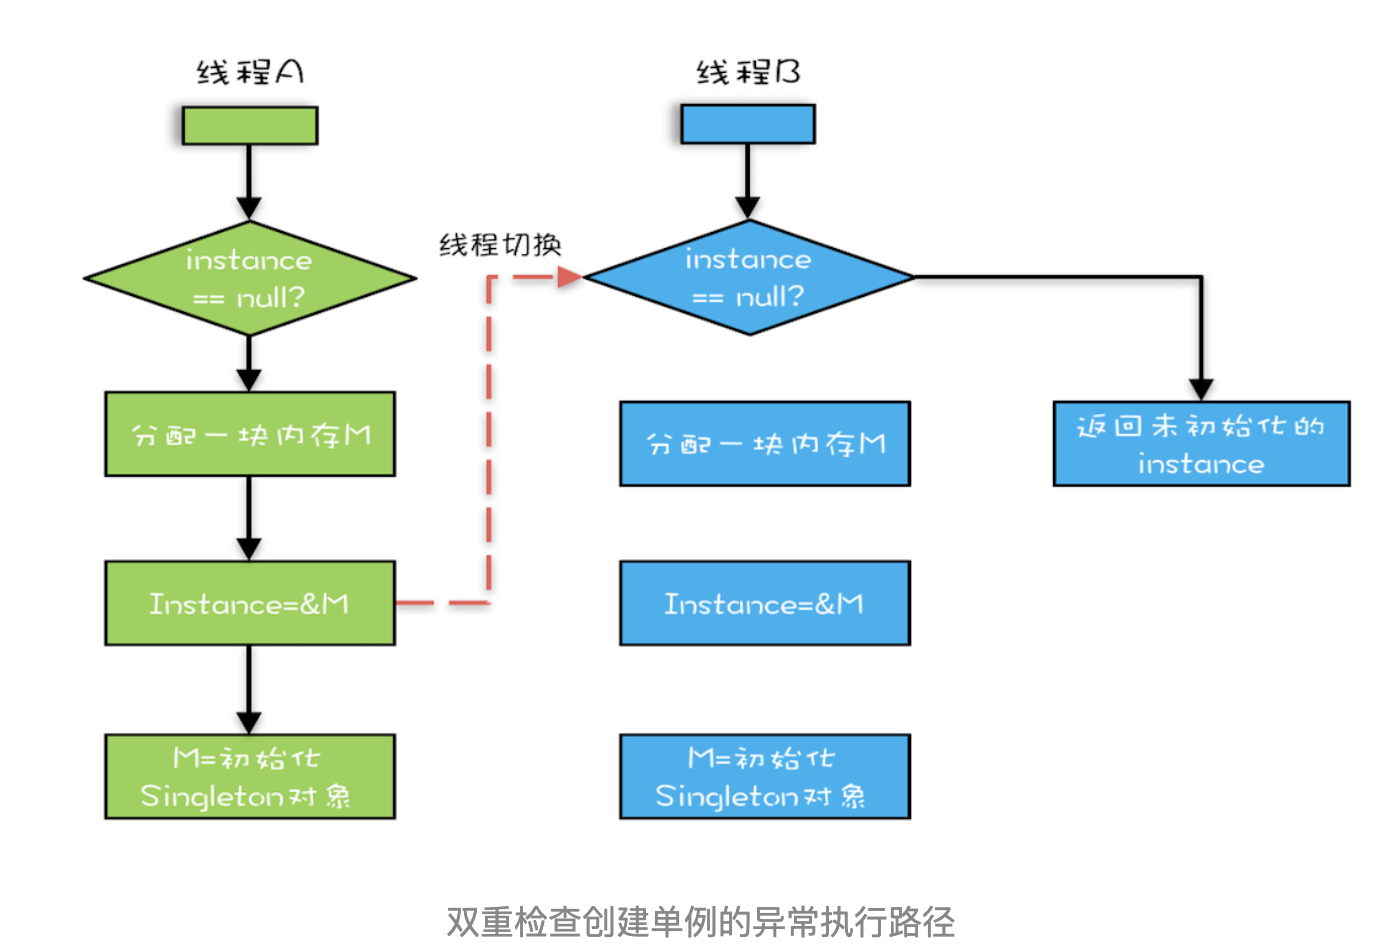 线程A
线程B
线程切换
instance
== null?
instance
== null?
分配一块内存M
分配一块内存M
返回未初始化的
instance
Instance=&M
Instance=&M
M=初始化
Singleton对象
M=初始化
Singleton对象
双重检查创建单例的异常执行路径